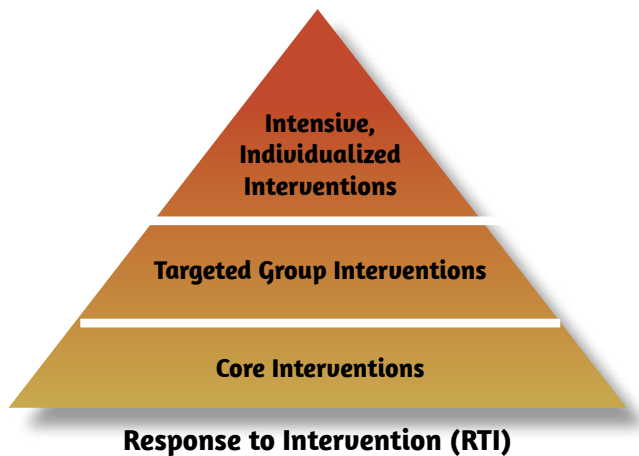 Intensive,
Individualized
Interventions
Targeted Group Interventions
Core Interventions
Response to Intervention (RTI)